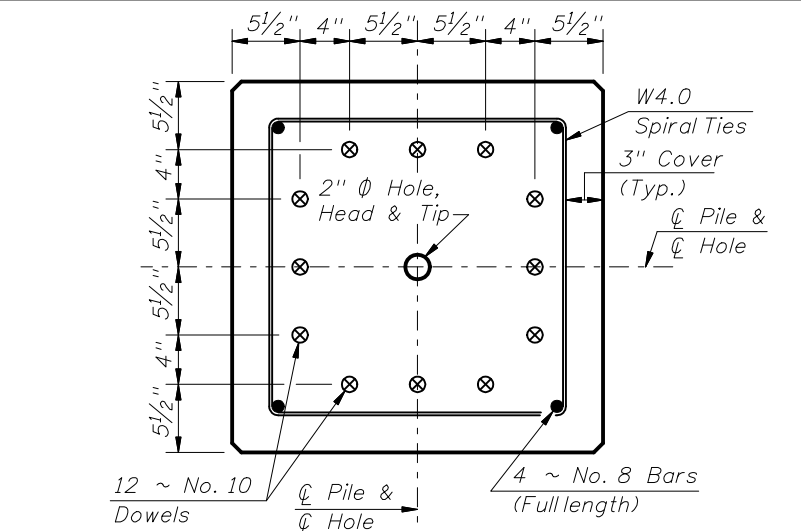 5½" 4" 5½" 5½" 4" 5½"
5½"
4"
5½"
5½"
4"
5½"
W4.0
Spiral Ties
3" Cover
(Typ.)
2" ϕ Hole,
Head & Tip
℄ Pile &
℄ Hole
12 ~ No. 10
Dowels
℄ Pile &
℄ Hole
4 ~ No. 8 Bars
(Full length)